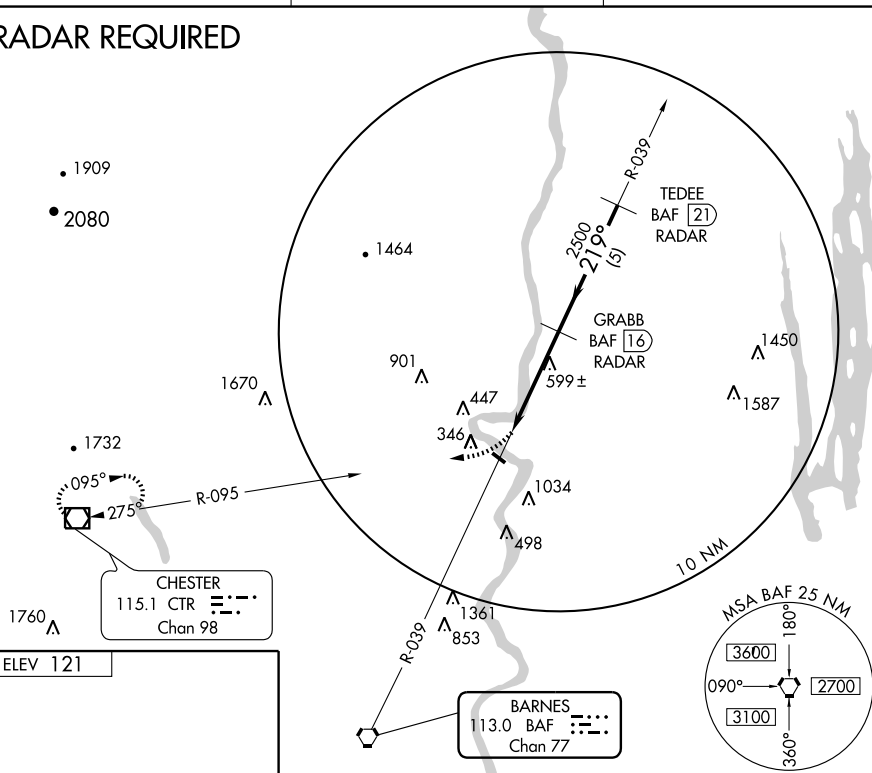 RADAR REQUIRED
1909
2080
1464
R-039
TEDEE
BAF 21
RADAR
2500
219°
(5)
GRABB
BAF 16
RADAR
1450
901
599±
1587
1670
447
346
1732
095°
R-095
275°
1034
498
10 NM
CHESTER
115.1 CTR
Chan 98
1760
1361
853
R-039
ELEV 121
BARNES
113.0 BAF
Chan 77
MSA BAF 25 NM
180°
3600
090°
2700
3100
360°